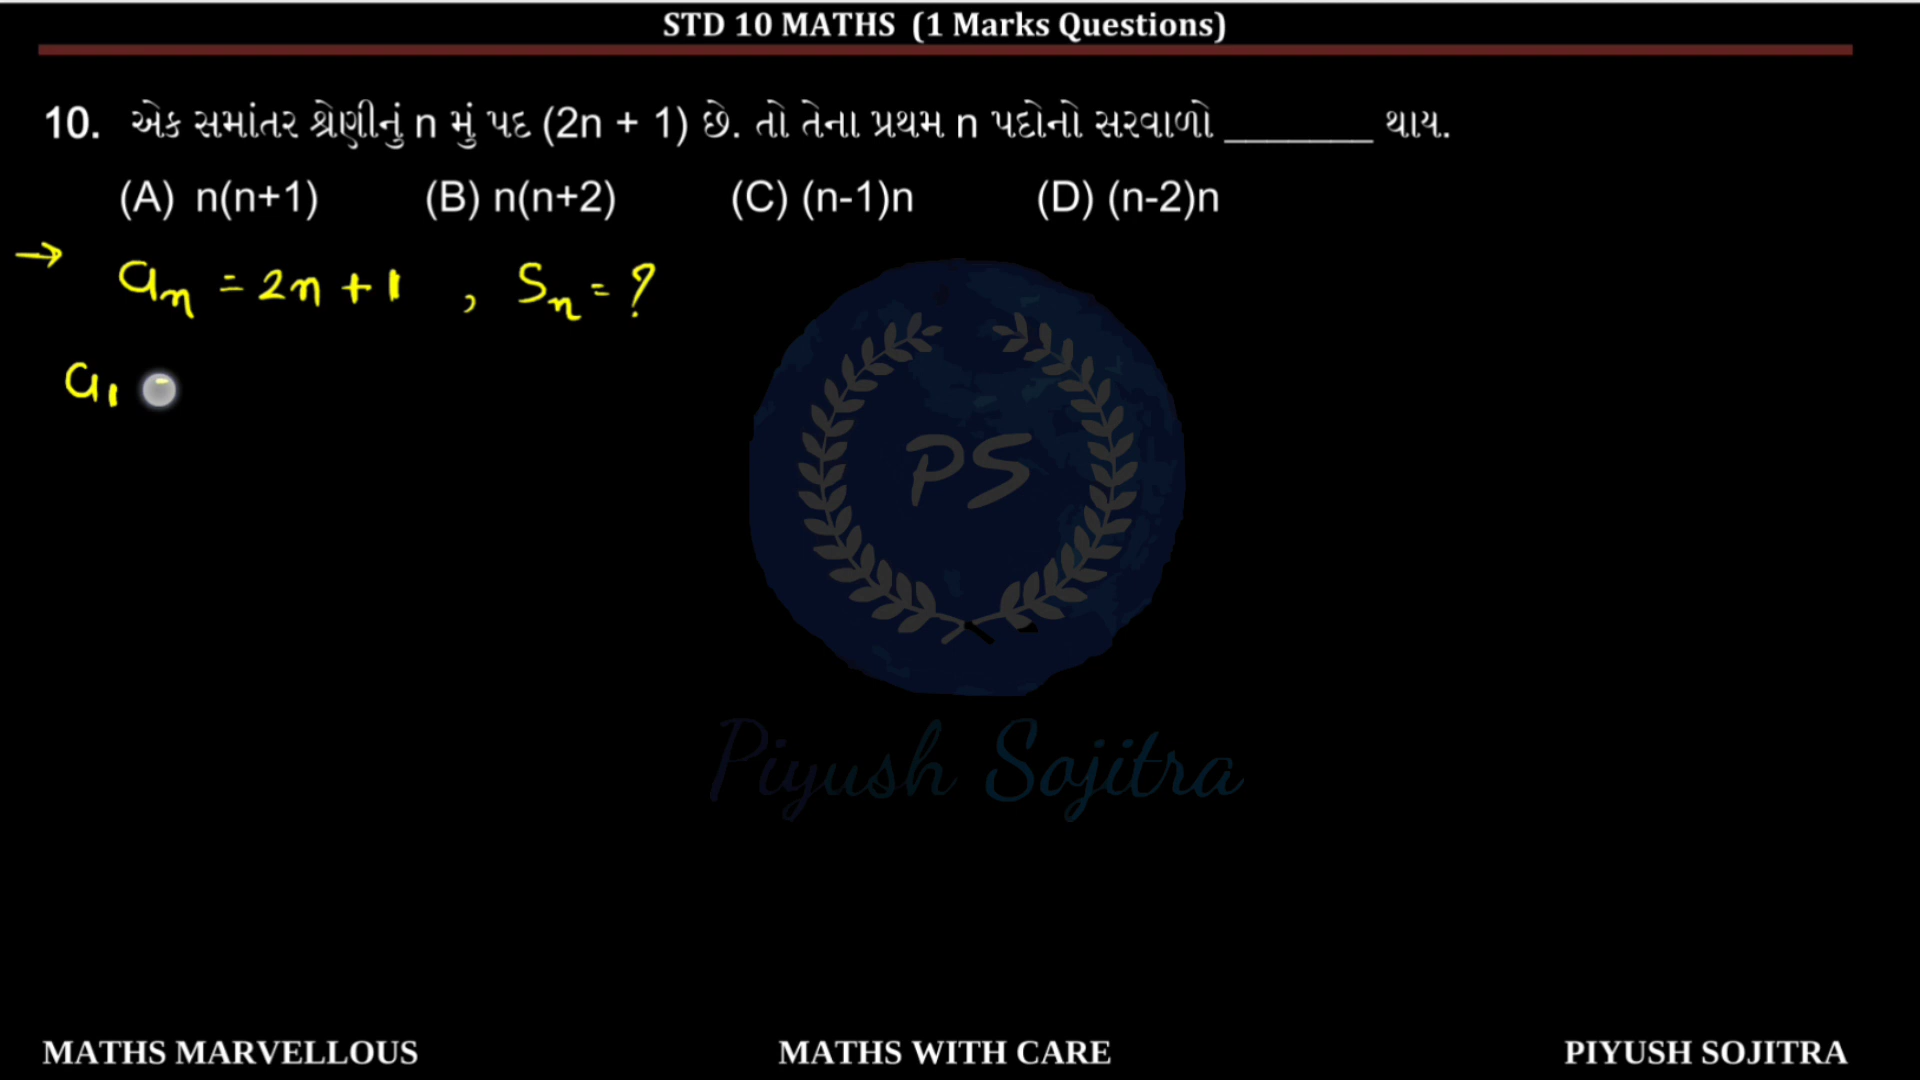 STD 10 MATHS (1 Marks Questions)
10. એક સમાંતર શ્રેણીનું n મું પદ (2n + 1) છે. તો તેના પ્રથમ n પદોનો સરવાળો _______ થાય.
(A) n(n+1) (B) n(n+2) (C) (n-1)n (D) (n-2)n
→ aₙ = 2n + 1 , Sₙ = ?
a₁
PS
Piyush Sojitra
MATHS MARVELLOUS MATHS WITH CARE PIYUSH SOJITRA